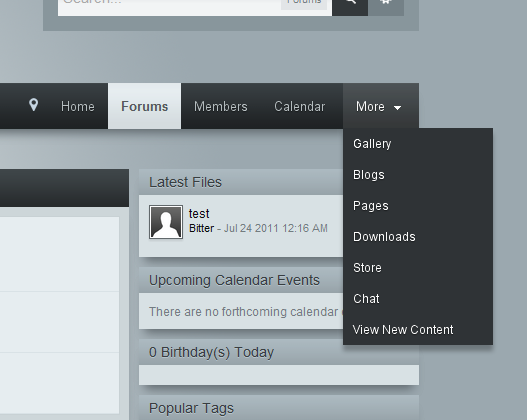 Search...
Forums
Home
Forums
Members
Calendar
More
Gallery
Blogs
Pages
Downloads
Store
Chat
View New Content
Latest Files
test
Bitter - Jul 24 2011 12:16 AM
Upcoming Calendar Events
There are no forthcoming calendar
0 Birthday(s) Today
Popular Tags